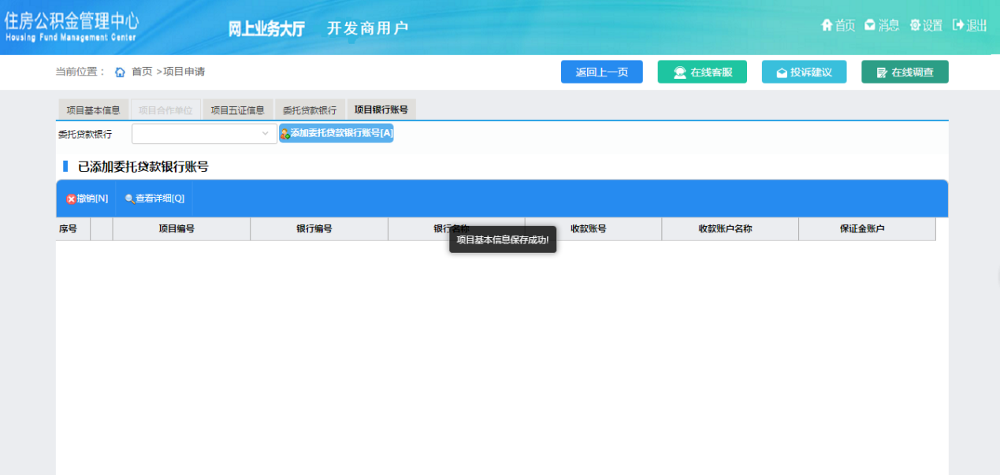 住房公积金管理中心
Housing Fund Management Center
网上业务大厅 开发商用户
首页 消息 设置 退出
当前位置： 首页 >项目申请
返回上一页 在线客服 投诉建议 在线调查
项目基本信息 项目合作单位 项目五证信息 委托贷款银行 项目银行账号
委托贷款银行 添加委托贷款银行账号[A]
已添加委托贷款银行账号
撤销[N] 查看详细[Q]
序号 项目编号 银行编号 银行名称 收款账号 收款账户名称 保证金账户
项目基本信息保存成功!